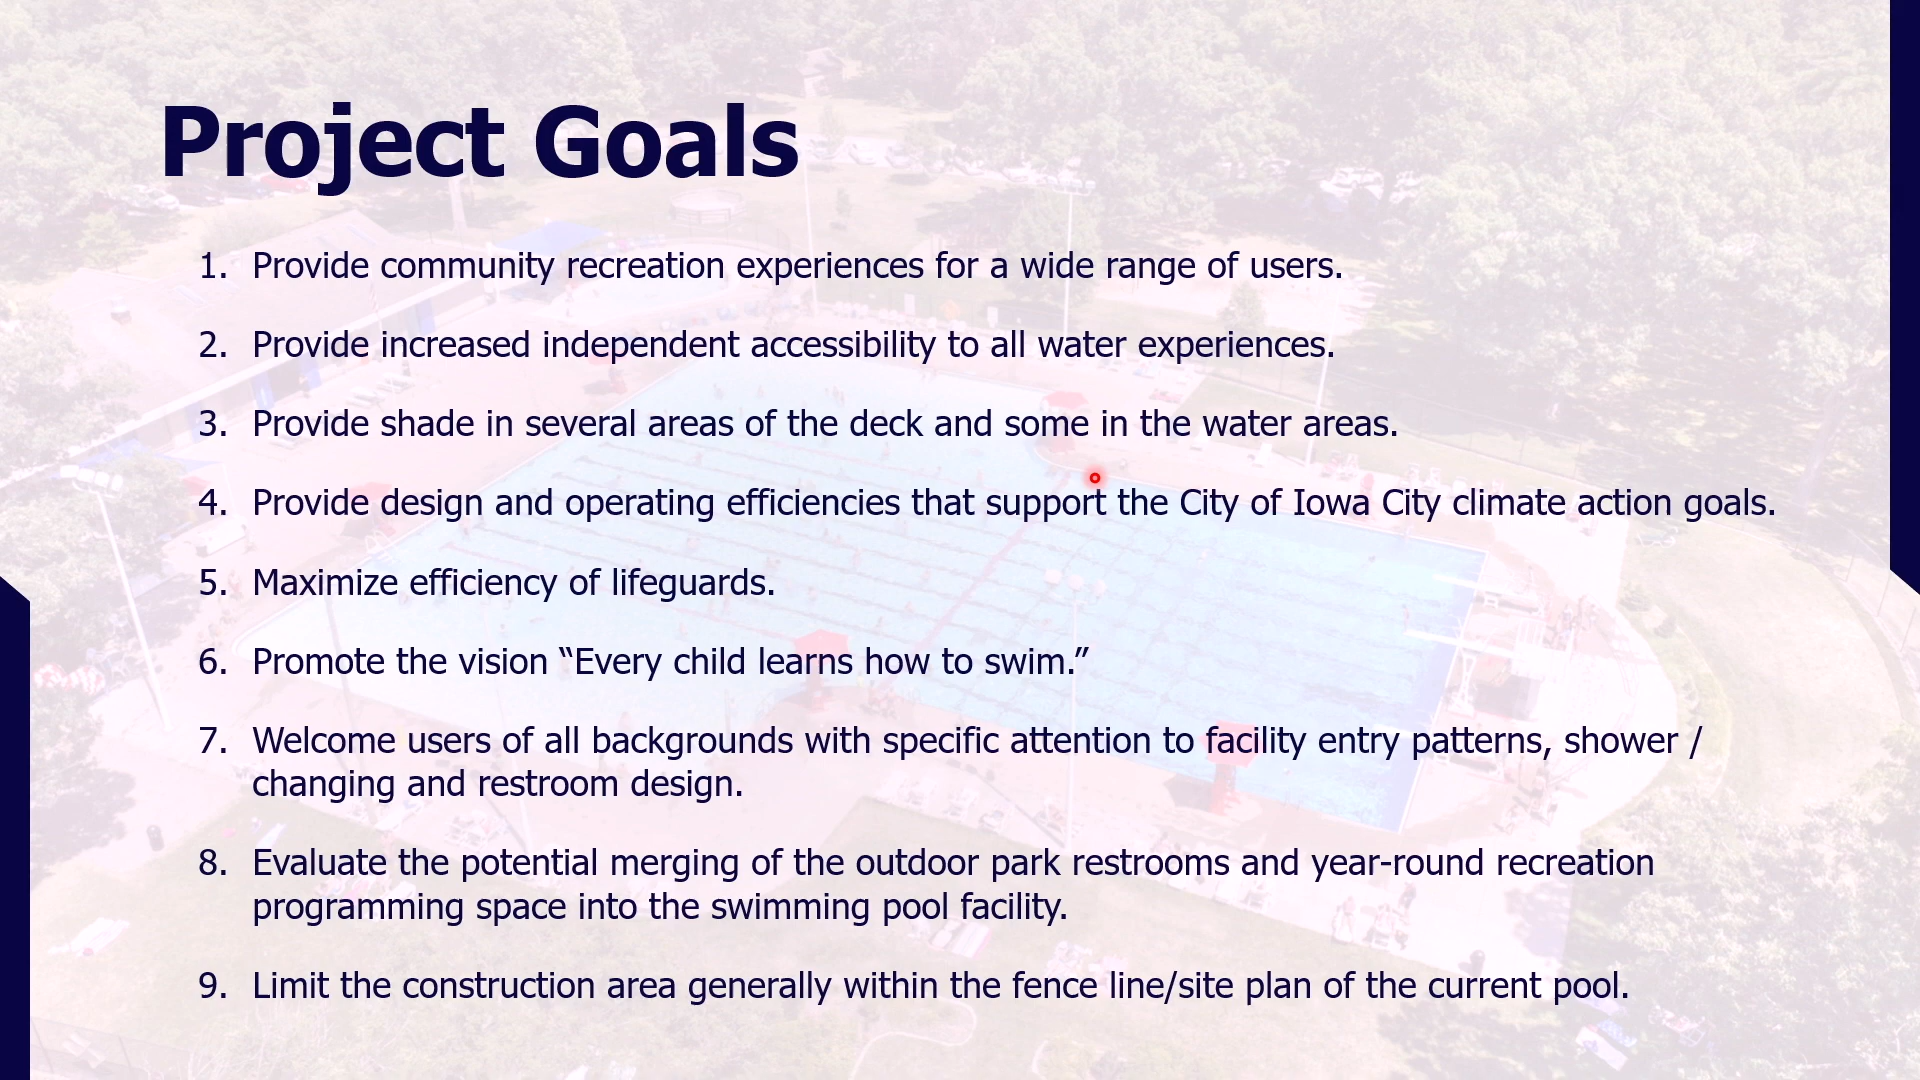 Project Goals
1. Provide community recreation experiences for a wide range of users.
2. Provide increased independent accessibility to all water experiences.
3. Provide shade in several areas of the deck and some in the water areas.
4. Provide design and operating efficiencies that support the City of Iowa City climate action goals.
5. Maximize efficiency of lifeguards.
6. Promote the vision “Every child learns how to swim.”
7. Welcome users of all backgrounds with specific attention to facility entry patterns, shower /
changing and restroom design.
8. Evaluate the potential merging of the outdoor park restrooms and year-round recreation
programming space into the swimming pool facility.
9. Limit the construction area generally within the fence line/site plan of the current pool.